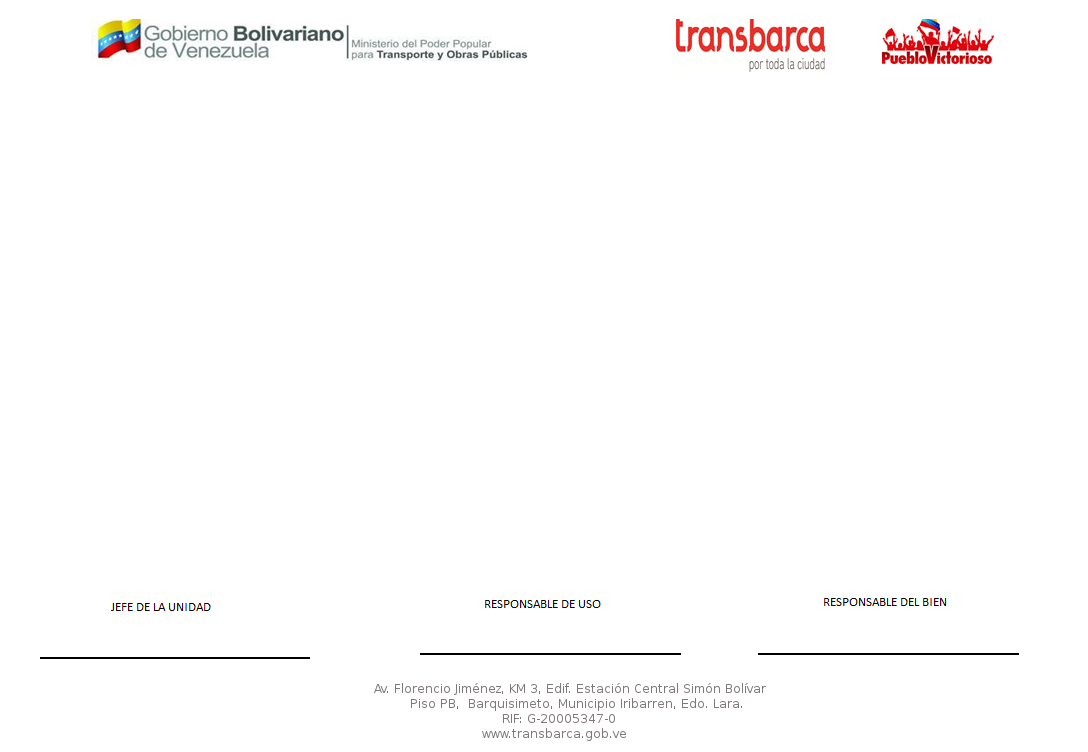 Gobierno Bolivariano
de Venezuela
Ministerio del Poder Popular
para Transporte y Obras Públicas
transbarca
por toda la ciudad
PuebloVictorioso
JEFE DE LA UNIDAD
RESPONSABLE DE USO
RESPONSABLE DEL BIEN
Av. Florencio Jiménez, KM 3, Edif. Estación Central Simón Bolívar
Piso PB, Barquisimeto, Municipio Iribarren, Edo. Lara.
RIF: G-20005347-0
www.transbarca.gob.ve